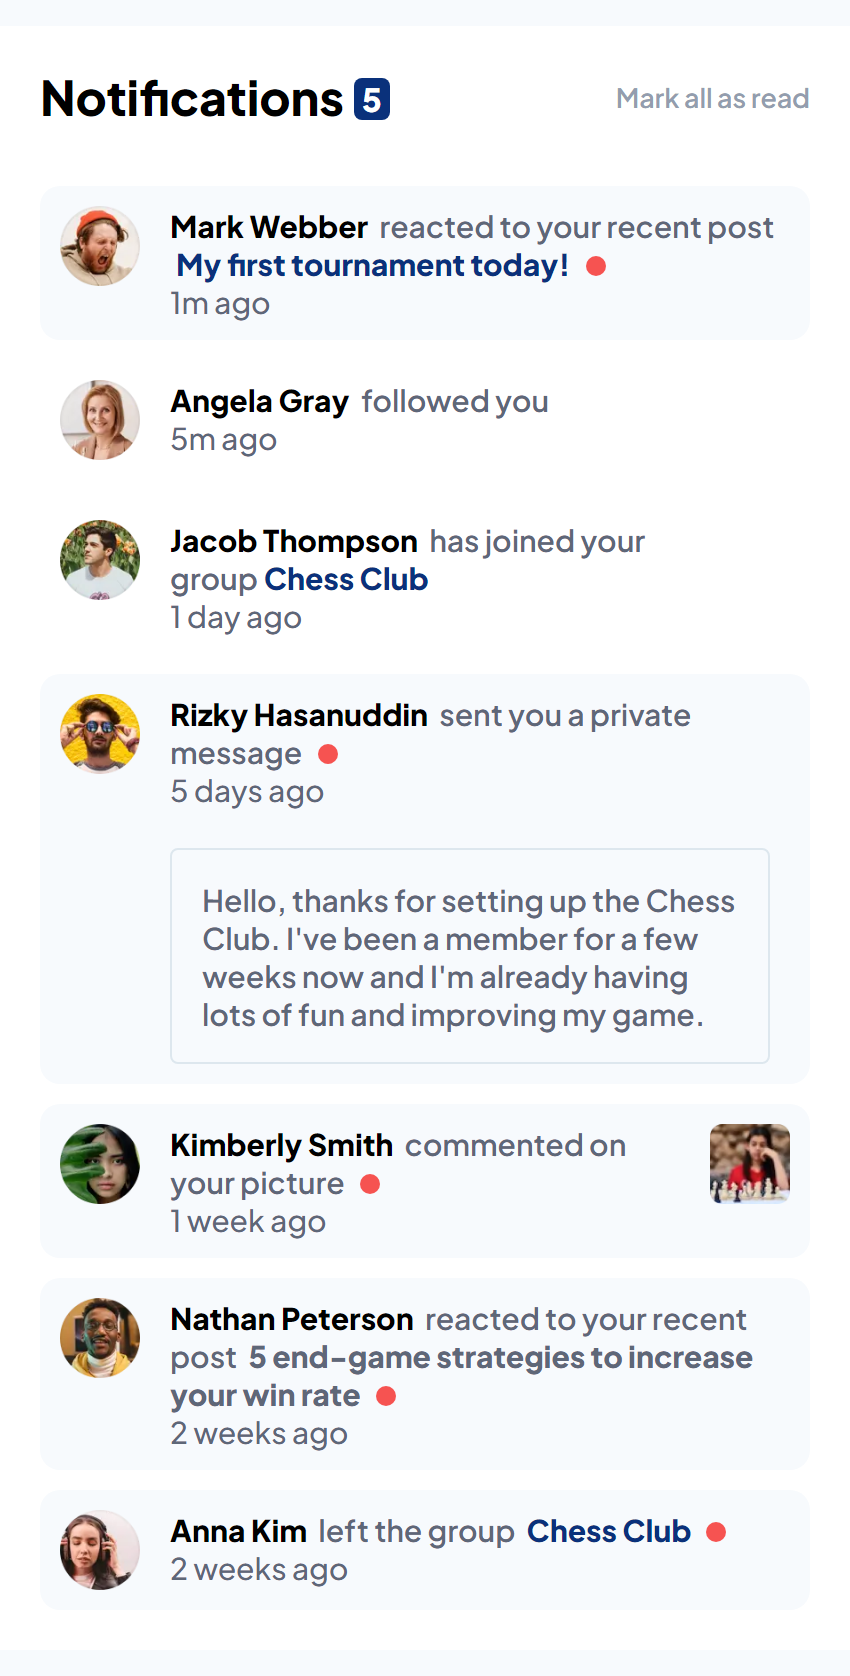 Notifications 5
Mark all as read
Mark Webber reacted to your recent post
My first tournament today!
1m ago
Angela Gray followed you
5m ago
Jacob Thompson has joined your
group Chess Club
1 day ago
Rizky Hasanuddin sent you a private
message
5 days ago
Hello, thanks for setting up the Chess
Club. I've been a member for a few
weeks now and I'm already having
lots of fun and improving my game.
Kimberly Smith commented on
your picture
1 week ago
Nathan Peterson reacted to your recent
post 5 end-game strategies to increase
your win rate
2 weeks ago
Anna Kim left the group Chess Club
2 weeks ago